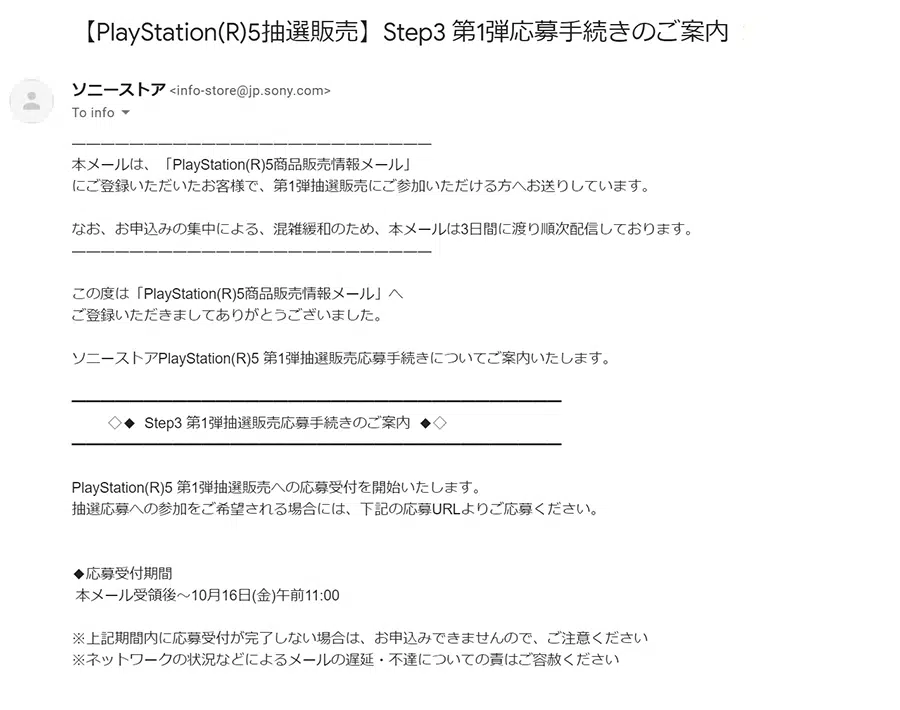 【PlayStation(R)5抽選販売】 Step3 第1弾応募手続きのご案内
ソニーストア <info-store@jp.sony.com>
To info
―――――――――――――――――――――――――
本メールは、「PlayStation(R)5商品販売情報メール」
にご登録いただいたお客様で、第1弾抽選販売にご参加いただける方へお送りしています。
なお、お申込みの集中による、混雑緩和のため、本メールは3日間に渡り順次配信しております。
―――――――――――――――――――――――――
この度は「PlayStation(R)5商品販売情報メール」へ
ご登録いただきましてありがとうございました。
ソニーストアPlayStation(R)5 第1弾抽選販売応募手続きについてご案内いたします。
━━━━━━━━━━━━━━━━━━━━━━━━━━━━━━━━━━
◇◆ Step3 第1弾抽選販売応募手続きのご案内 ◆◇
━━━━━━━━━━━━━━━━━━━━━━━━━━━━━━━━━━
PlayStation(R)5 第1弾抽選販売への応募受付を開始いたします。
抽選応募への参加をご希望される場合には、下記の応募URLよりご応募ください。
◆応募受付期間
本メール受領後～10月16日(金)午前11:00
※上記期間内に応募受付が完了しない場合は、お申込みできませんので、ご注意ください
※ネットワークの状況などによるメールの遅延・不達についての責はご容赦ください